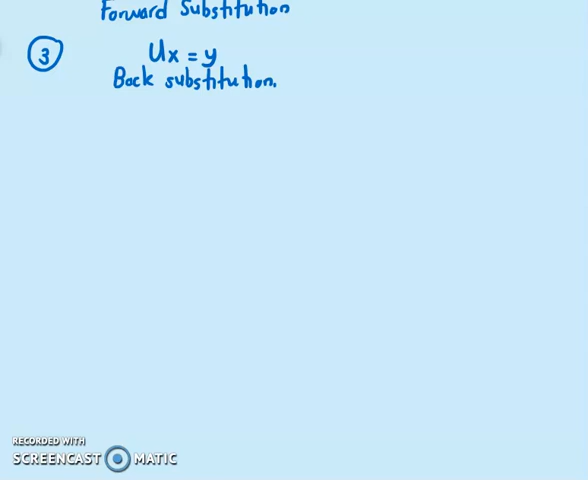 Forward Substitution
3 Ux = y
Back substitution.
RECORDED WITH
SCREENCAST MATIC